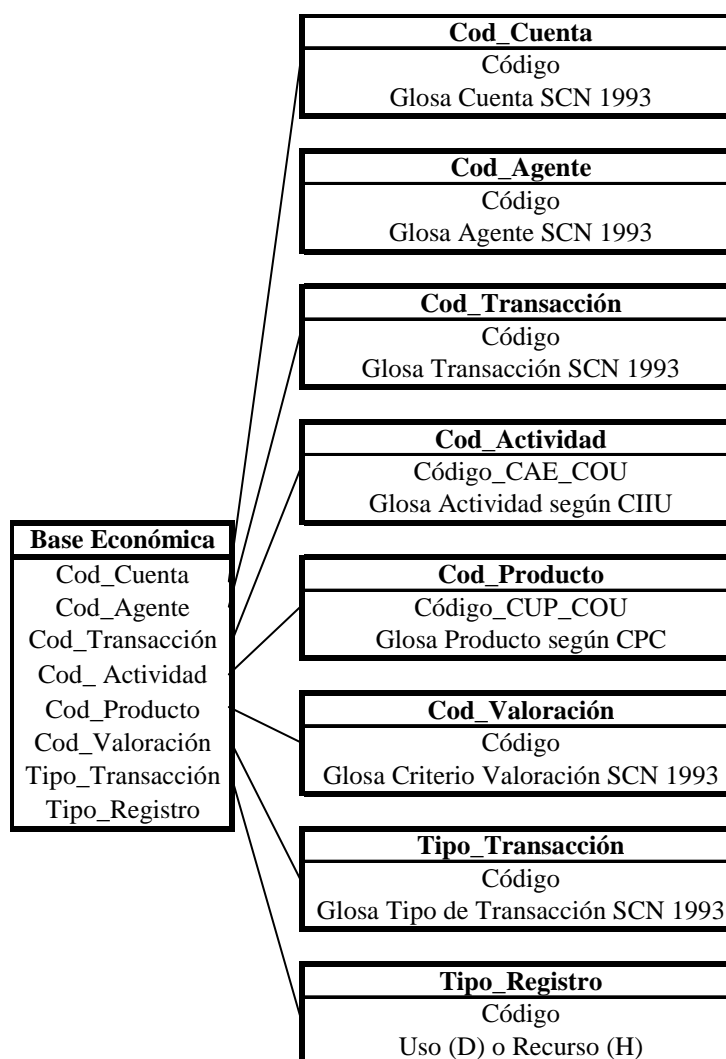 Cod_Cuenta
Código
Glosa Cuenta SCN 1993
Cod_Agente
Código
Glosa Agente SCN 1993
Cod_Transacción
Código
Glosa Transacción SCN 1993
Cod_Actividad
Código_CAE_COU
Glosa Actividad según CIIU
Base Económica
Cod_Cuenta
Cod_Agente
Cod_Transacción
Cod_ Actividad
Cod_Producto
Cod_Valoración
Tipo_Transacción
Tipo_Registro
Cod_Producto
Código_CUP_COU
Glosa Producto según CPC
Cod_Valoración
Código
Glosa Criterio Valoración SCN 1993
Tipo_Transacción
Código
Glosa Tipo de Transacción SCN 1993
Tipo_Registro
Código
Uso (D) o Recurso (H)